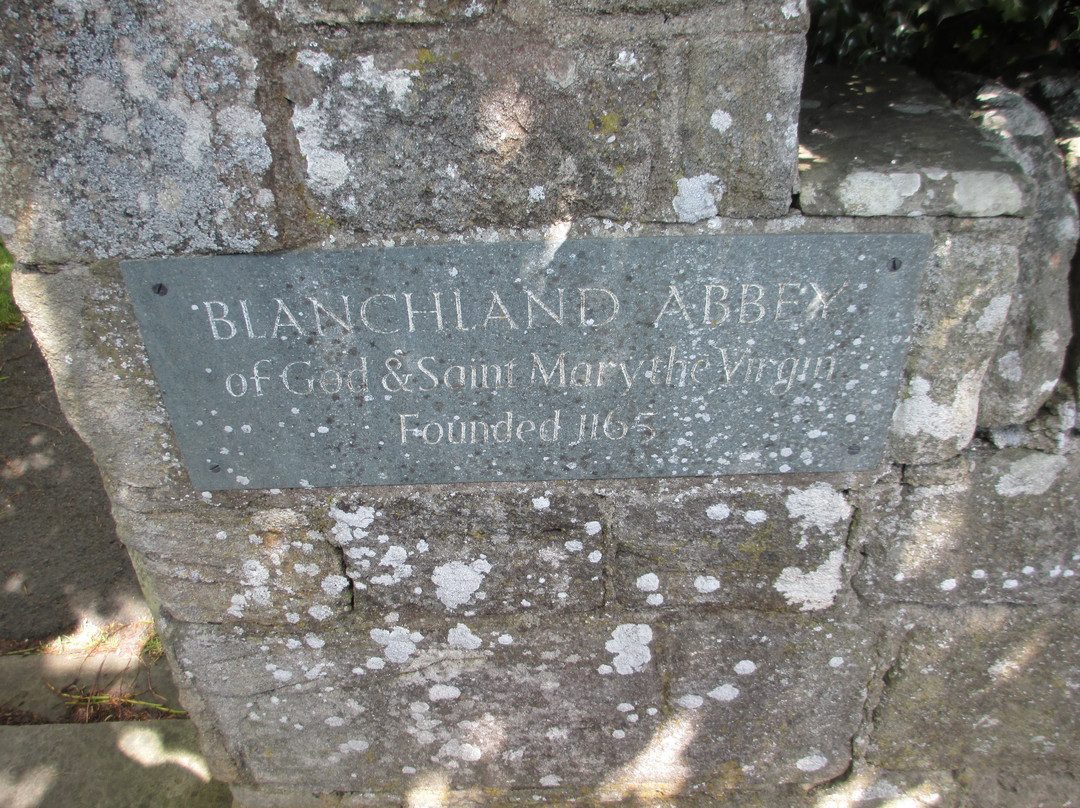 BLANCHLAND ABBEY
of God & Saint Mary the Virgin
Founded 1165